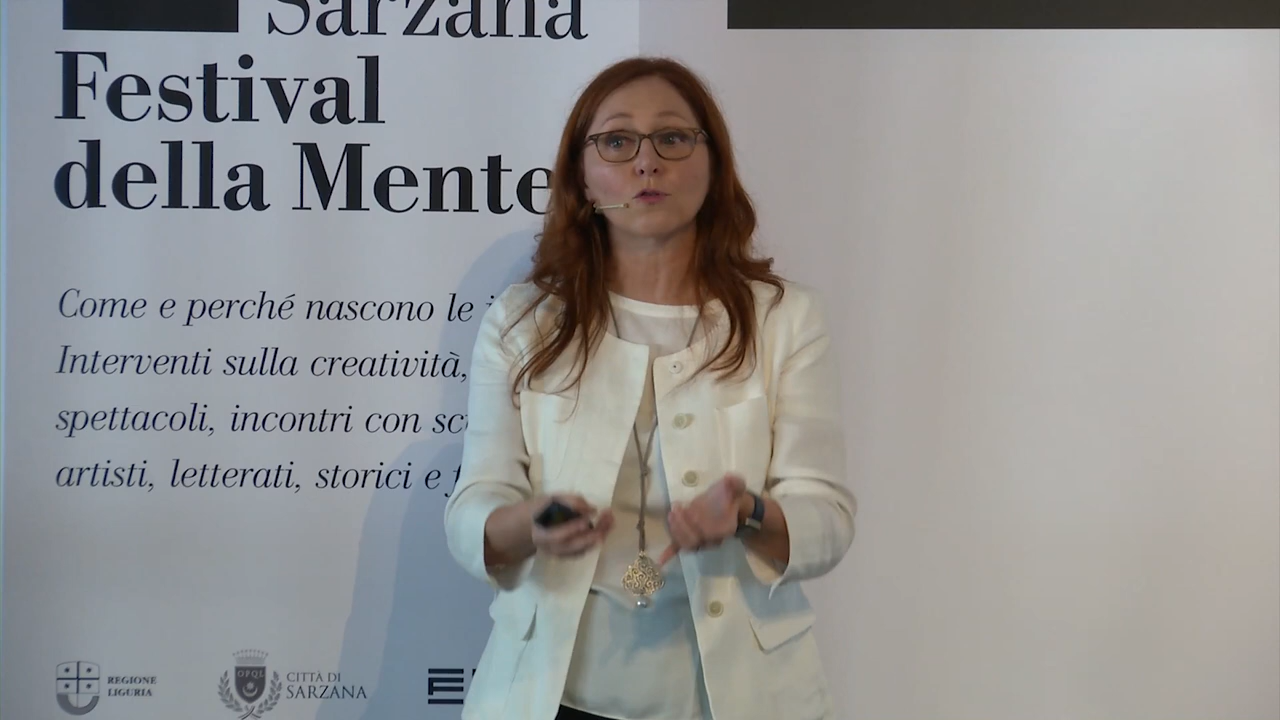 Sarzana
Festival
della Mente
Come e perché nascono le
Interventi sulla creatività,
spettacoli, incontri con
artisti, letterati, storici e
REGIONE
LIGURIA
CITTÀ DI
SARZANA